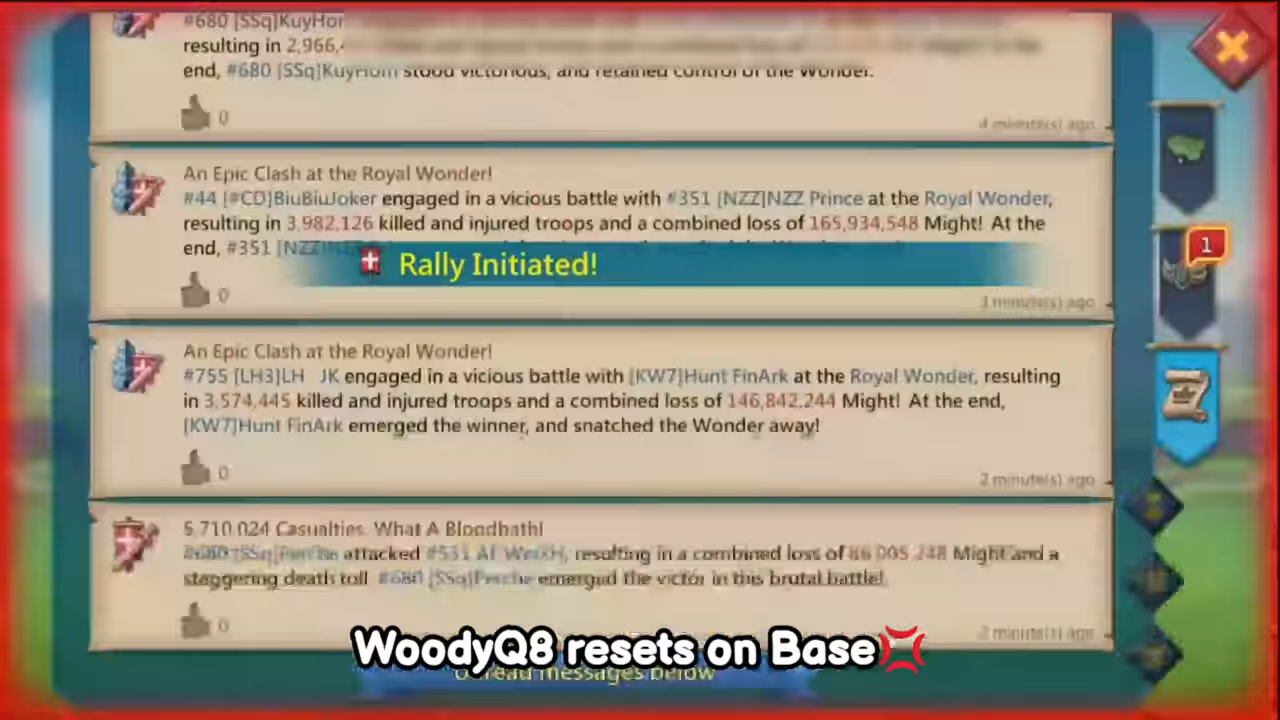 #680 [SSq]KuyHom
resulting in 2,966,
end, #680 [SSq]KuyHom stood victorious, and retained control of the Wonder.
0
4 minute(s) ago
An Epic Clash at the Royal Wonder!
#44 [#CD]BiuBiuJoker engaged in a vicious battle with #351 [NZZ]NZZ Prince at the Royal Wonder,
resulting in 3,982,126 killed and injured troops and a combined loss of 165,934,548 Might! At the
end, #351 [NZZ]
Rally Initiated!
0
3 minute(s) ago
An Epic Clash at the Royal Wonder!
#755 [LH3]LH JK engaged in a vicious battle with [KW7]Hunt FinArk at the Royal Wonder, resulting
in 3,574,445 killed and injured troops and a combined loss of 146,842,244 Might! At the end,
[KW7]Hunt FinArk emerged the winner, and snatched the Wonder away!
0
2 minute(s) ago
5,710,024 Casualties. What A Bloodbath!
attacked #531 resulting in a combined loss of Might and a
staggering death toll. #680 emerged the victor in this brutal battle!
0
2 minute(s) ago
WoodyQ8 resets on Base
read messages below
1